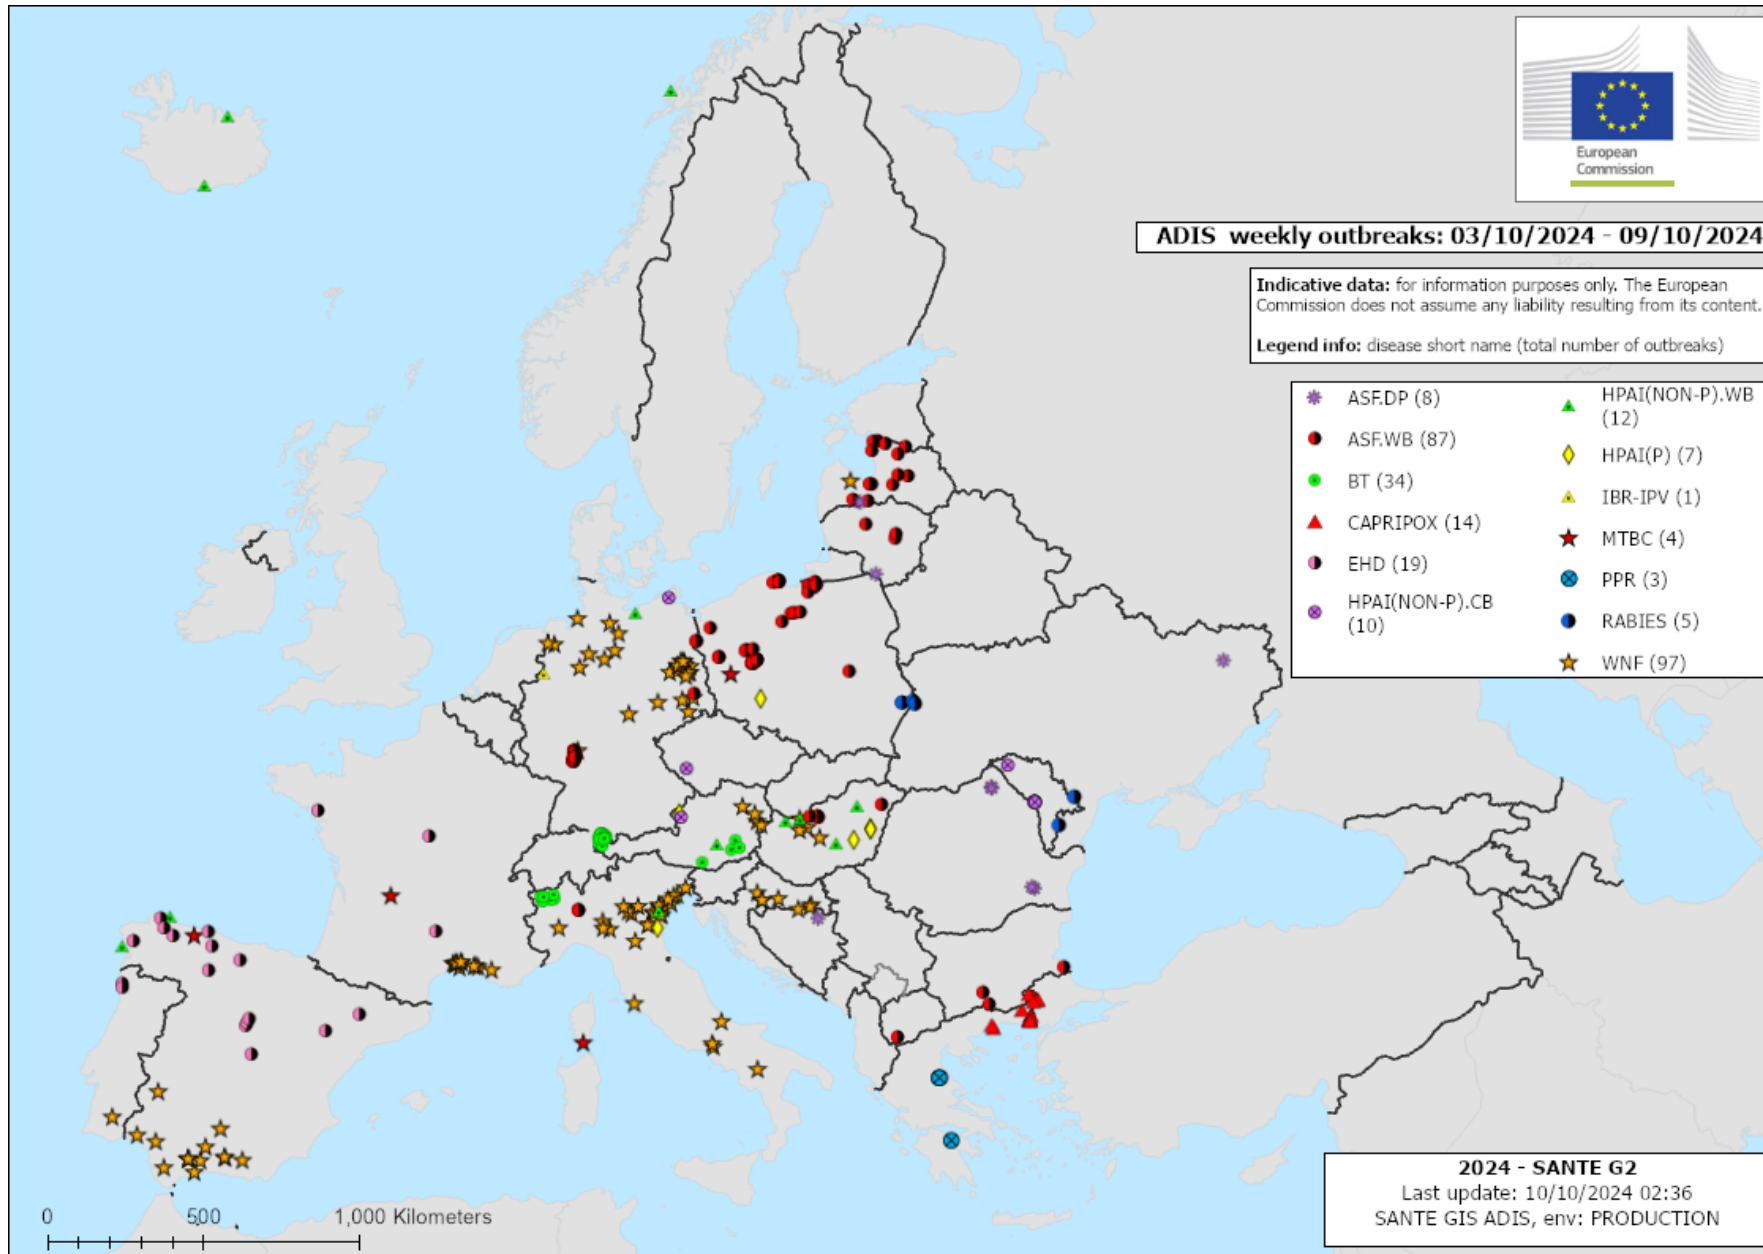 European
Commission
ADIS weekly outbreaks: 03/10/2024 - 09/10/2024
Indicative data: for information purposes only. The European
Commission does not assume any liability resulting from its content.
Legend info: disease short name (total number of outbreaks)
ASF.DP (8)
ASF.WB (87)
BT (34)
CAPRIPOX (14)
EHD (19)
HPAI(NON-P).CB
(10)
HPAI(NON-P).WB
(12)
HPAI(P) (7)
IBR-IPV (1)
MTBC (4)
PPR (3)
RABIES (5)
WNF (97)
2024 - SANTE G2
Last update: 10/10/2024 02:36
SANTE GIS ADIS, env: PRODUCTION
0 500 1,000 Kilometers